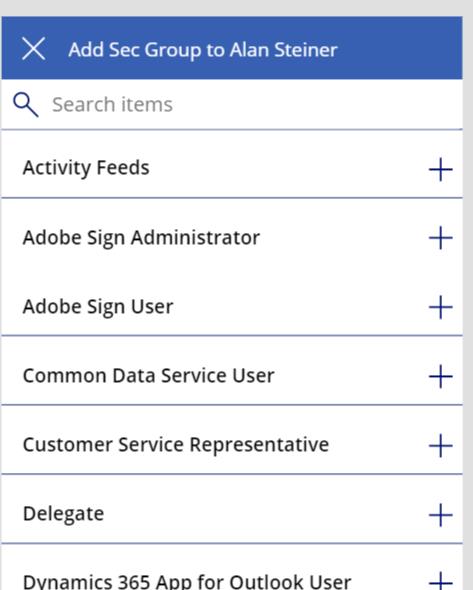 Add Sec Group to Alan Steiner
Search items
Activity Feeds
Adobe Sign Administrator
Adobe Sign User
Common Data Service User
Customer Service Representative
Delegate
Dynamics 365 App for Outlook User